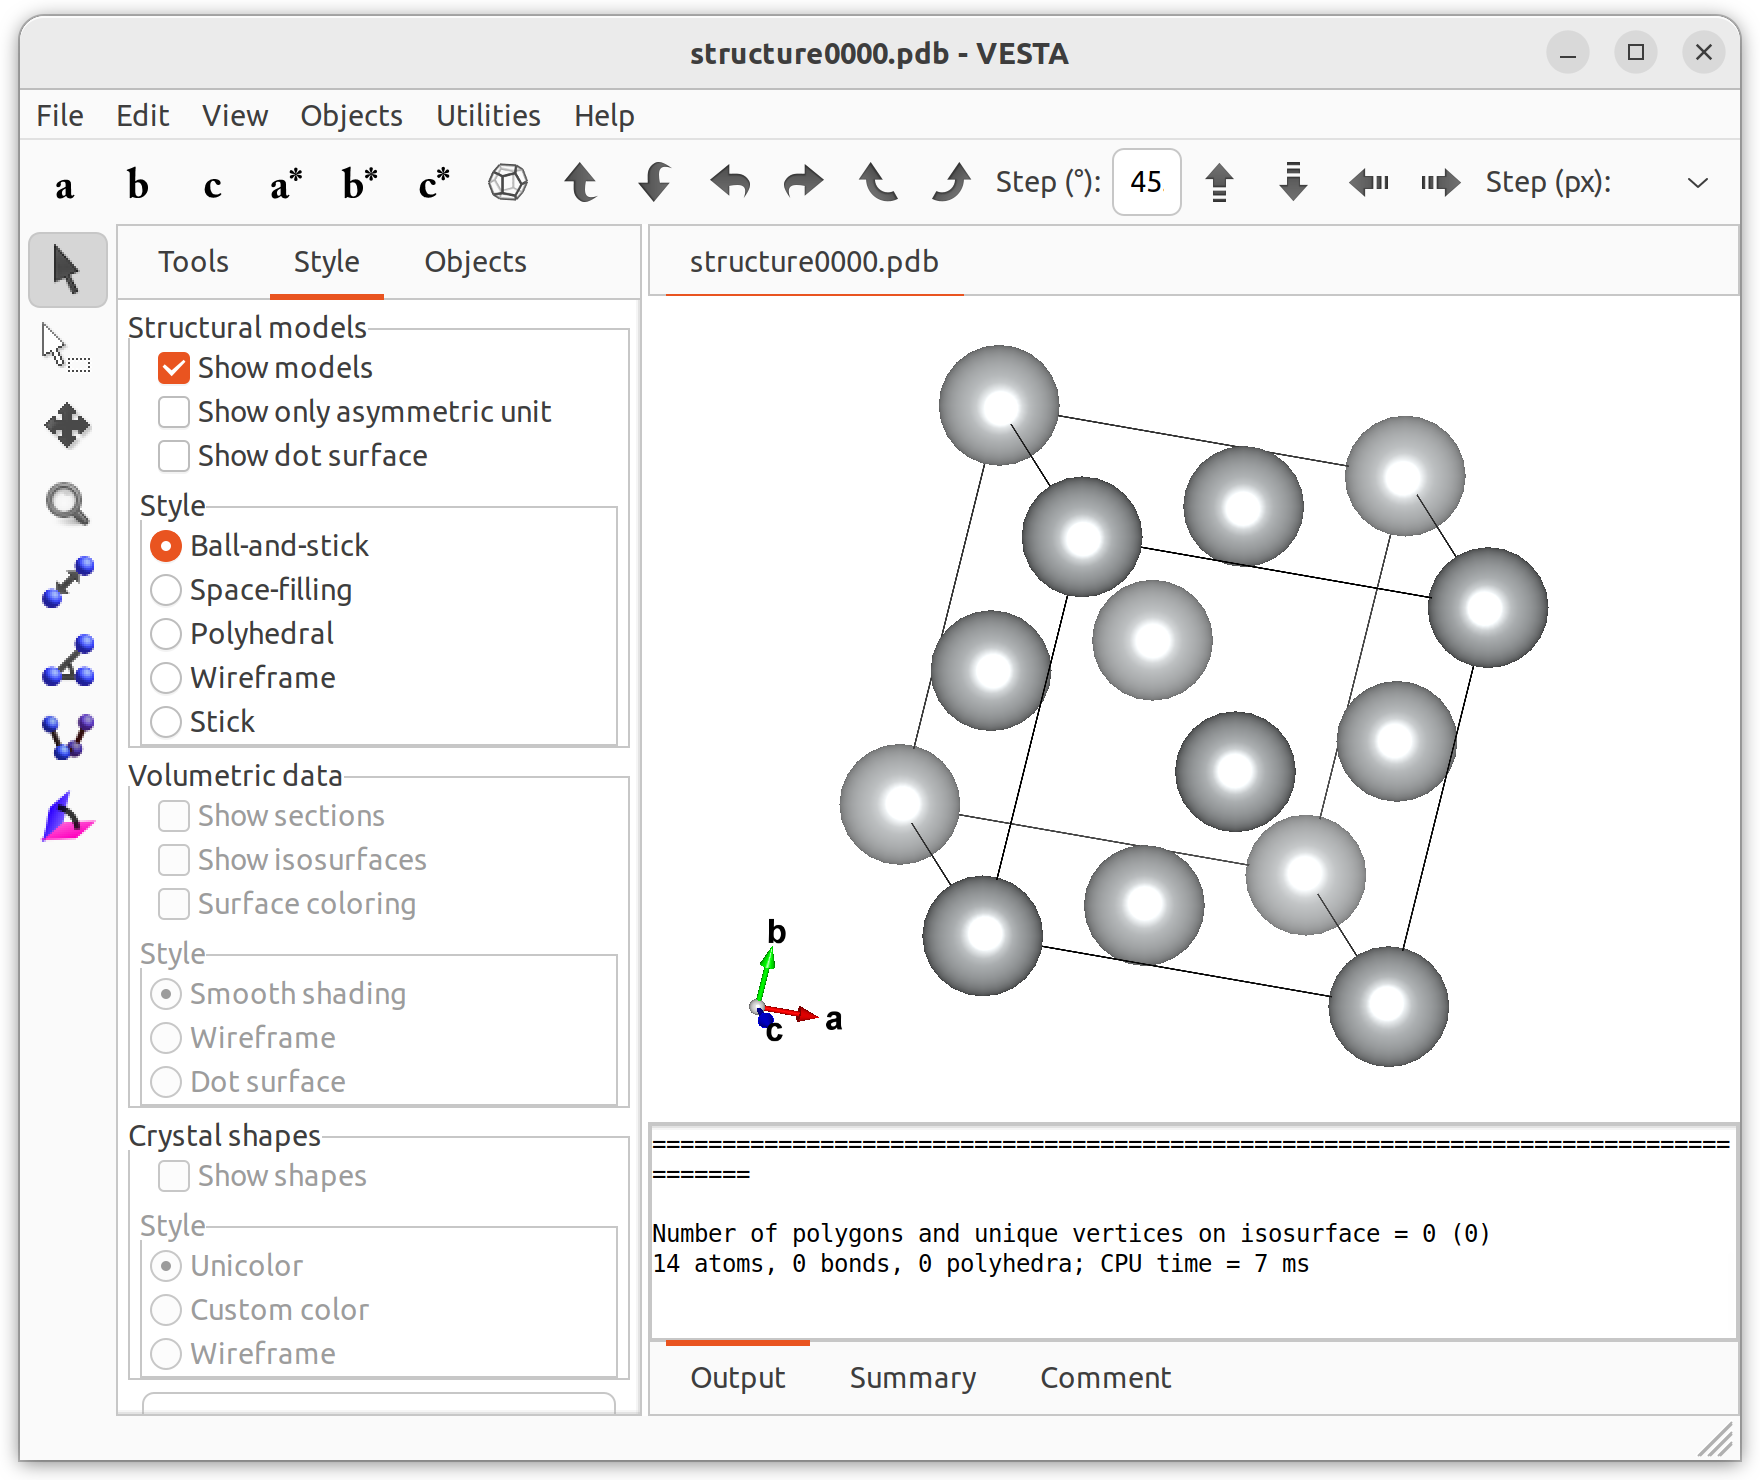 structure0000.pdb - VESTA
File Edit View Objects Utilities Help
a b c a* b* c* Step (°): 45 Step (px):
Tools Style Objects
structure0000.pdb
Structural models
Show models
Show only asymmetric unit
Show dot surface
Style
Ball-and-stick
Space-filling
Polyhedral
Wireframe
Stick
Volumetric data
Show sections
Show isosurfaces
Surface coloring
Style
Smooth shading
Wireframe
Dot surface
Crystal shapes
Show shapes
Style
Unicolor
Custom color
Wireframe
b
a
c
=============================================================================
=======
Number of polygons and unique vertices on isosurface = 0 (0)
14 atoms, 0 bonds, 0 polyhedra; CPU time = 7 ms
Output Summary Comment